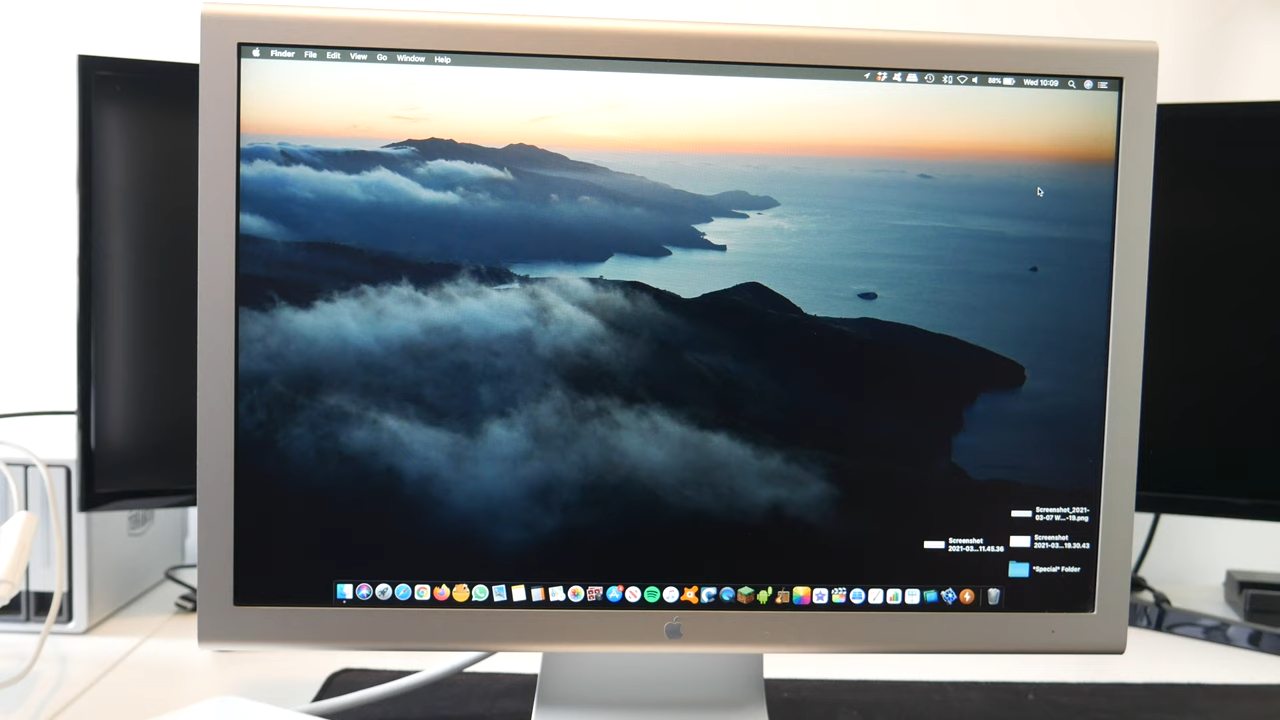 Finder File Edit View Go Window Help
88% Wed 10:09
Screenshot_2021-
03-07 W...-19.png
Screenshot
2021-03...11.45.36
Screenshot
2021-03...19.30.43
*Special* Folder